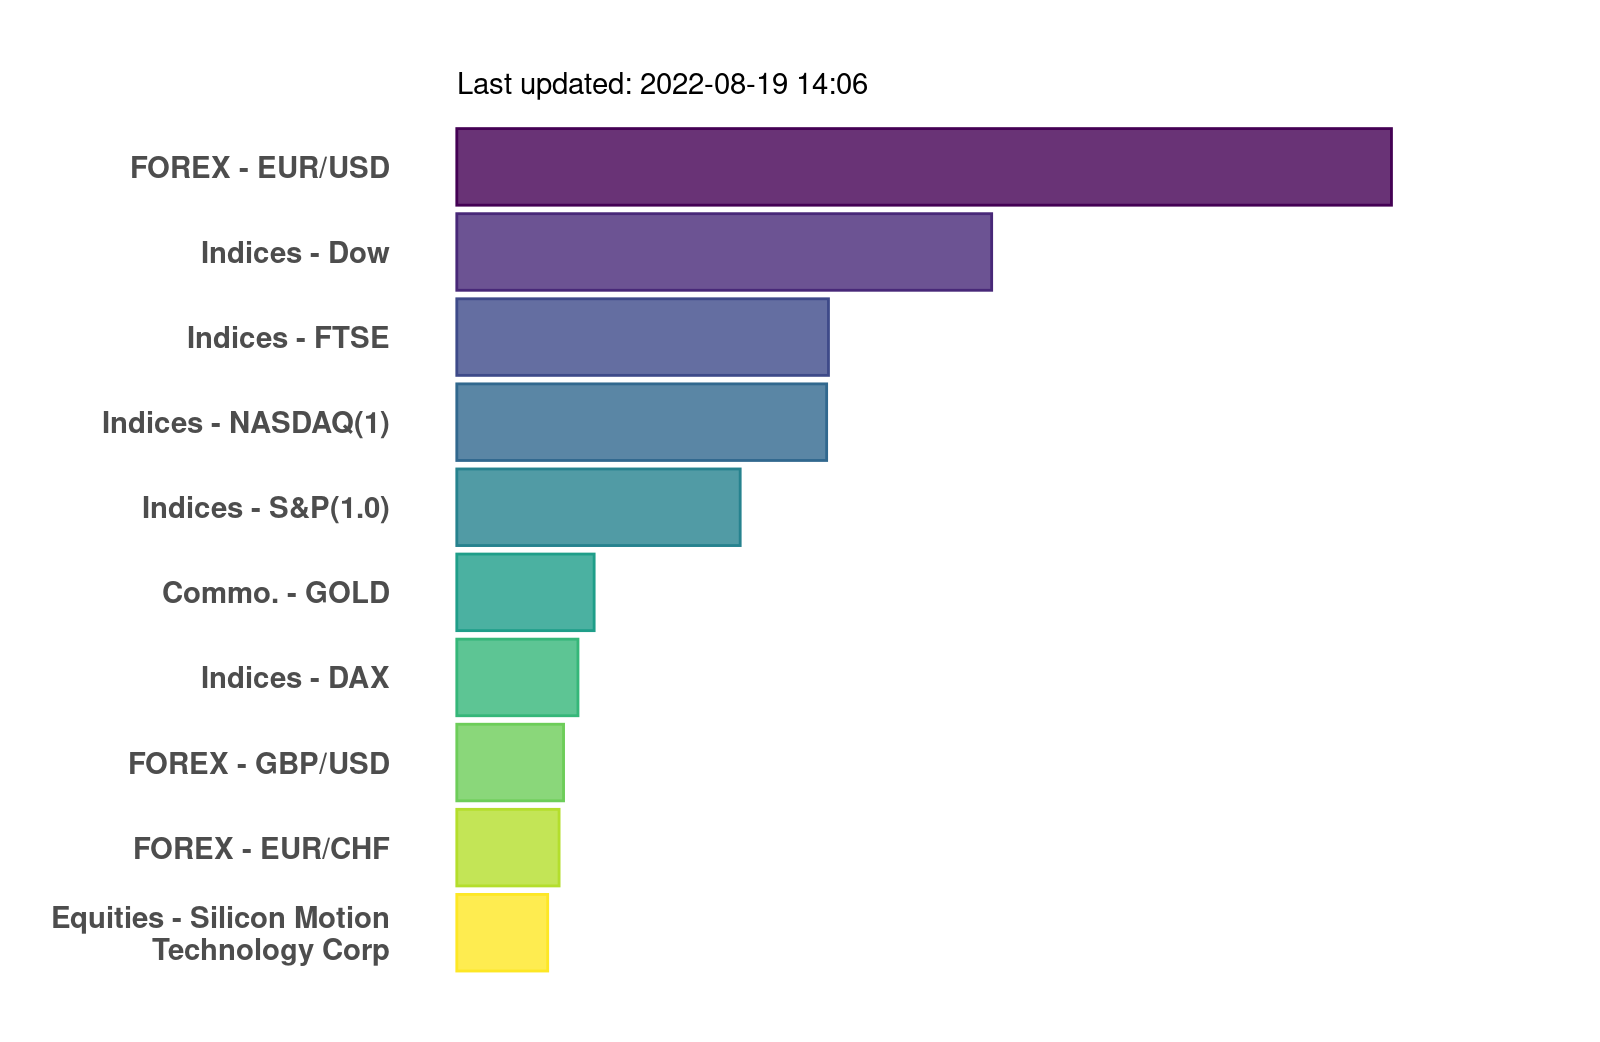 Last updated: 2022-08-19 14:06
FOREX - EUR/USD
Indices - Dow
Indices - FTSE
Indices - NASDAQ(1)
Indices - S&P(1.0)
Commo. - GOLD
Indices - DAX
FOREX - GBP/USD
FOREX - EUR/CHF
Equities - Silicon Motion
Technology Corp